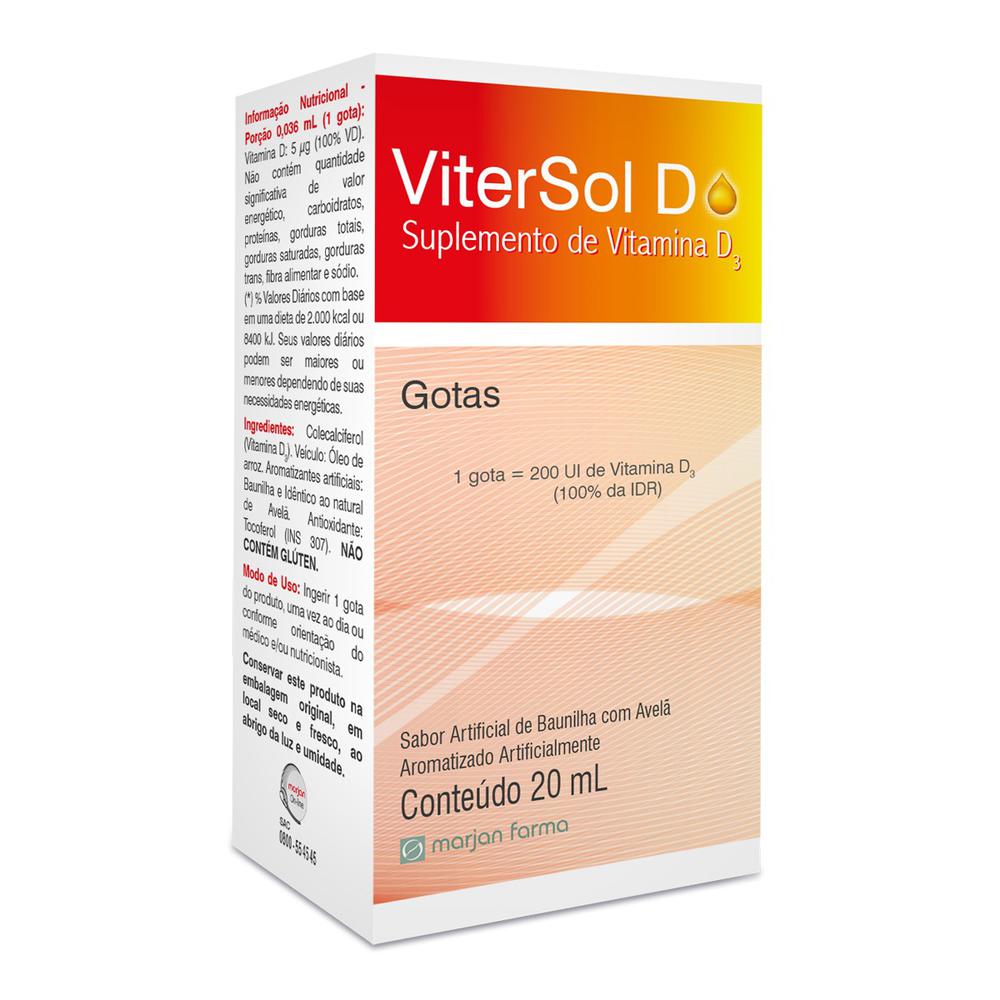 Informação Nutricional -
Porção 0,036 mL (1 gota):
Vitamina D: 5 µg (100% VD).
Não contém quantidade
significativa de valor
energético, carboidratos,
proteínas, gorduras totais,
gorduras saturadas, gorduras
trans, fibra alimentar e sódio.
(*) % Valores Diários com base
em uma dieta de 2.000 kcal ou
8400 kJ. Seus valores diários
podem ser maiores ou
menores dependendo de suas
necessidades energéticas.
Ingredientes: Colecalciferol
(Vitamina D₃). Veículo: Óleo de
arroz. Aromatizantes artificiais:
Baunilha e Idêntico ao natural
de Avelã. Antioxidante:
Tocoferol (INS 307). NÃO
CONTÉM GLÚTEN.
Modo de Uso: Ingerir 1 gota
do produto, uma vez ao dia ou
conforme orientação do
médico e/ou nutricionista.
Conservar este produto na
embalagem original, em
local seco e fresco, ao
abrigo da luz e umidade.
marjan
On-line
SAC
0800 - 55 45 45
ViterSol D
Suplemento de Vitamina D₃
Gotas
1 gota = 200 UI de Vitamina D₃
(100% da IDR)
Sabor Artificial de Baunilha com Avelã
Aromatizado Artificialmente
Conteúdo 20 mL
marjan farma